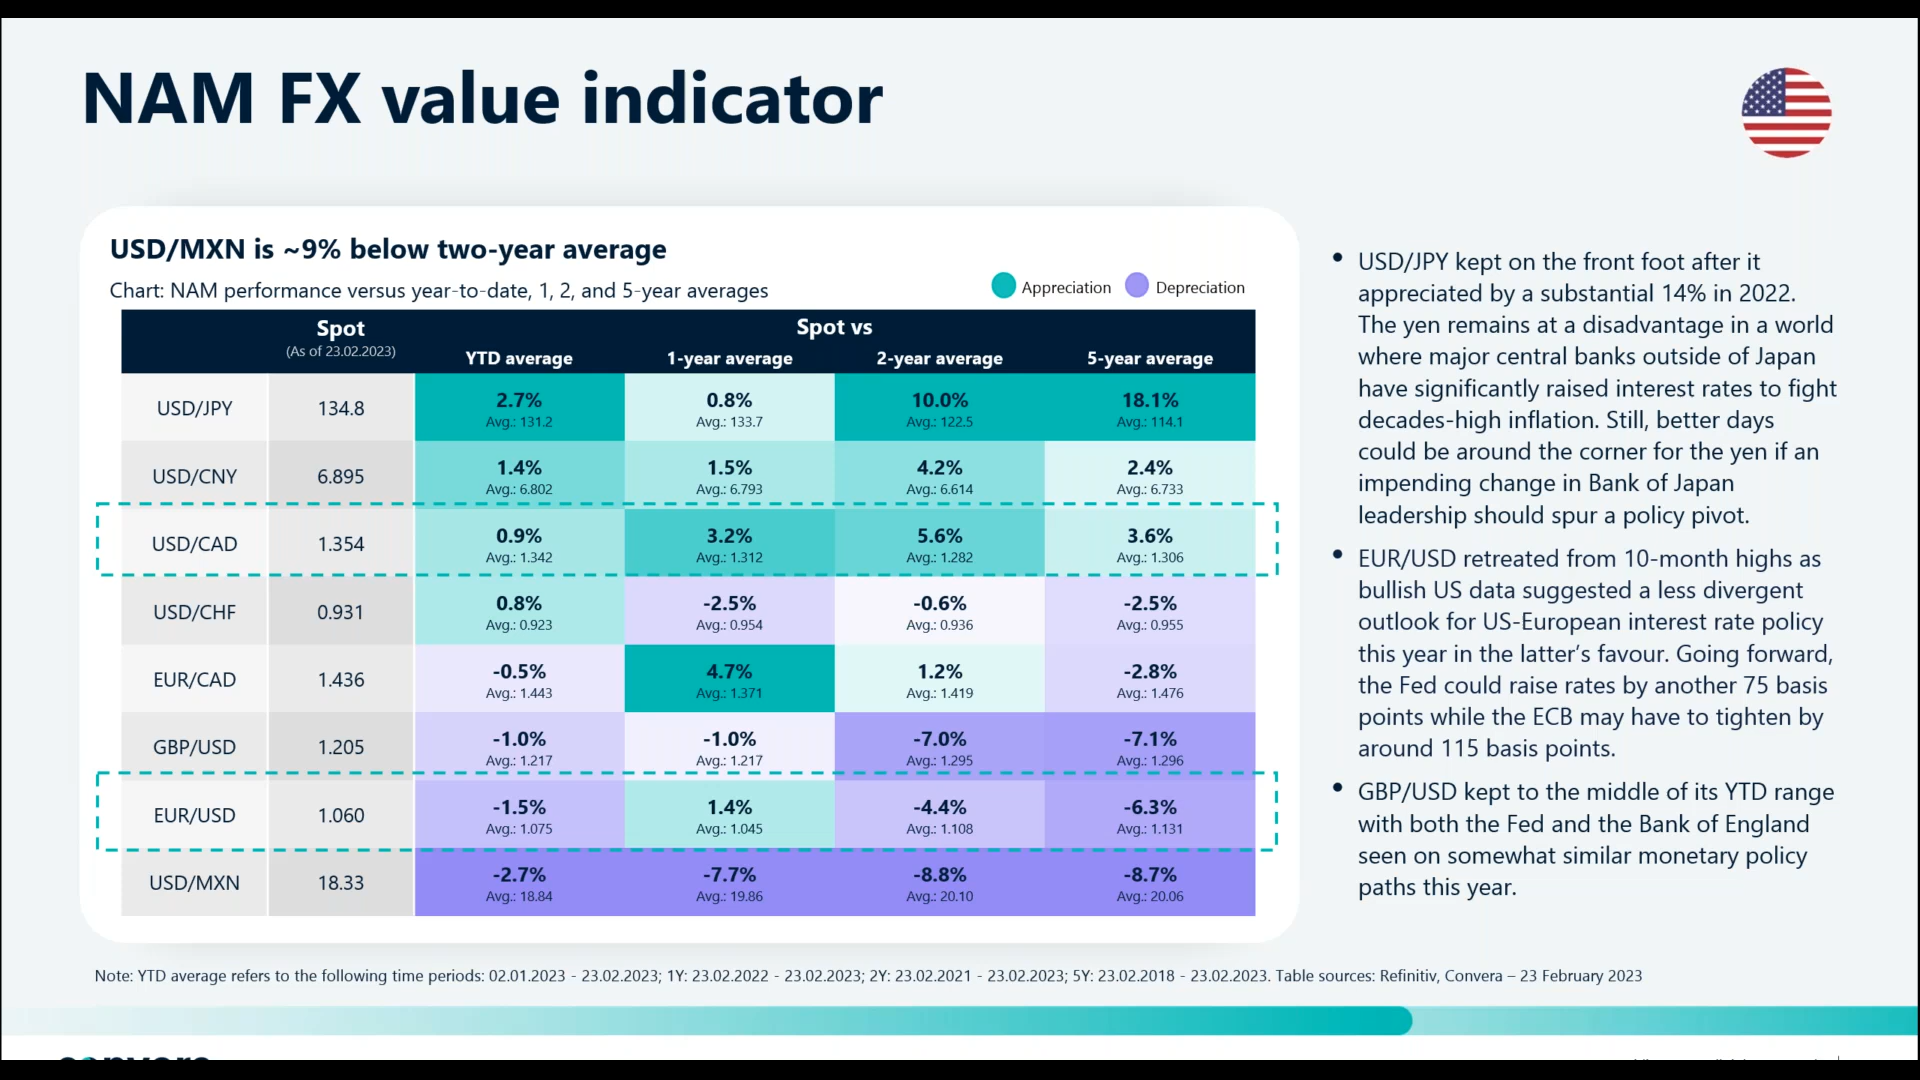 NAM FX value indicator
USD/MXN is ~9% below two-year average
Chart: NAM performance versus year-to-date, 1, 2, and 5-year averages
Appreciation Depreciation
Spot Spot vs
(As of 23.02.2023) YTD average 1-year average 2-year average 5-year average
USD/JPY 134.8 2.7% 0.8% 10.0% 18.1%
Avg.: 131.2 Avg.: 133.7 Avg.: 122.5 Avg.: 114.1
USD/CNY 6.895 1.4% 1.5% 4.2% 2.4%
Avg.: 6.802 Avg.: 6.793 Avg.: 6.614 Avg.: 6.733
USD/CAD 1.354 0.9% 3.2% 5.6% 3.6%
Avg.: 1.342 Avg.: 1.312 Avg.: 1.282 Avg.: 1.306
USD/CHF 0.931 0.8% -2.5% -0.6% -2.5%
Avg.: 0.923 Avg.: 0.954 Avg.: 0.936 Avg.: 0.955
EUR/CAD 1.436 -0.5% 4.7% 1.2% -2.8%
Avg.: 1.443 Avg.: 1.371 Avg.: 1.419 Avg.: 1.476
GBP/USD 1.205 -1.0% -1.0% -7.0% -7.1%
Avg.: 1.217 Avg.: 1.217 Avg.: 1.295 Avg.: 1.296
EUR/USD 1.060 -1.5% 1.4% -4.4% -6.3%
Avg.: 1.075 Avg.: 1.045 Avg.: 1.108 Avg.: 1.131
USD/MXN 18.33 -2.7% -7.7% -8.8% -8.7%
Avg.: 18.84 Avg.: 19.86 Avg.: 20.10 Avg.: 20.06
• USD/JPY kept on the front foot after it
appreciated by a substantial 14% in 2022.
The yen remains at a disadvantage in a world
where major central banks outside of Japan
have significantly raised interest rates to fight
decades-high inflation. Still, better days
could be around the corner for the yen if an
impending change in Bank of Japan
leadership should spur a policy pivot.
• EUR/USD retreated from 10-month highs as
bullish US data suggested a less divergent
outlook for US-European interest rate policy
this year in the latter’s favour. Going forward,
the Fed could raise rates by another 75 basis
points while the ECB may have to tighten by
around 115 basis points.
• GBP/USD kept to the middle of its YTD range
with both the Fed and the Bank of England
seen on somewhat similar monetary policy
paths this year.
Note: YTD average refers to the following time periods: 02.01.2023 - 23.02.2023; 1Y: 23.02.2022 - 23.02.2023; 2Y: 23.02.2021 - 23.02.2023; 5Y: 23.02.2018 - 23.02.2023. Table sources: Refinitiv, Convera – 23 February 2023